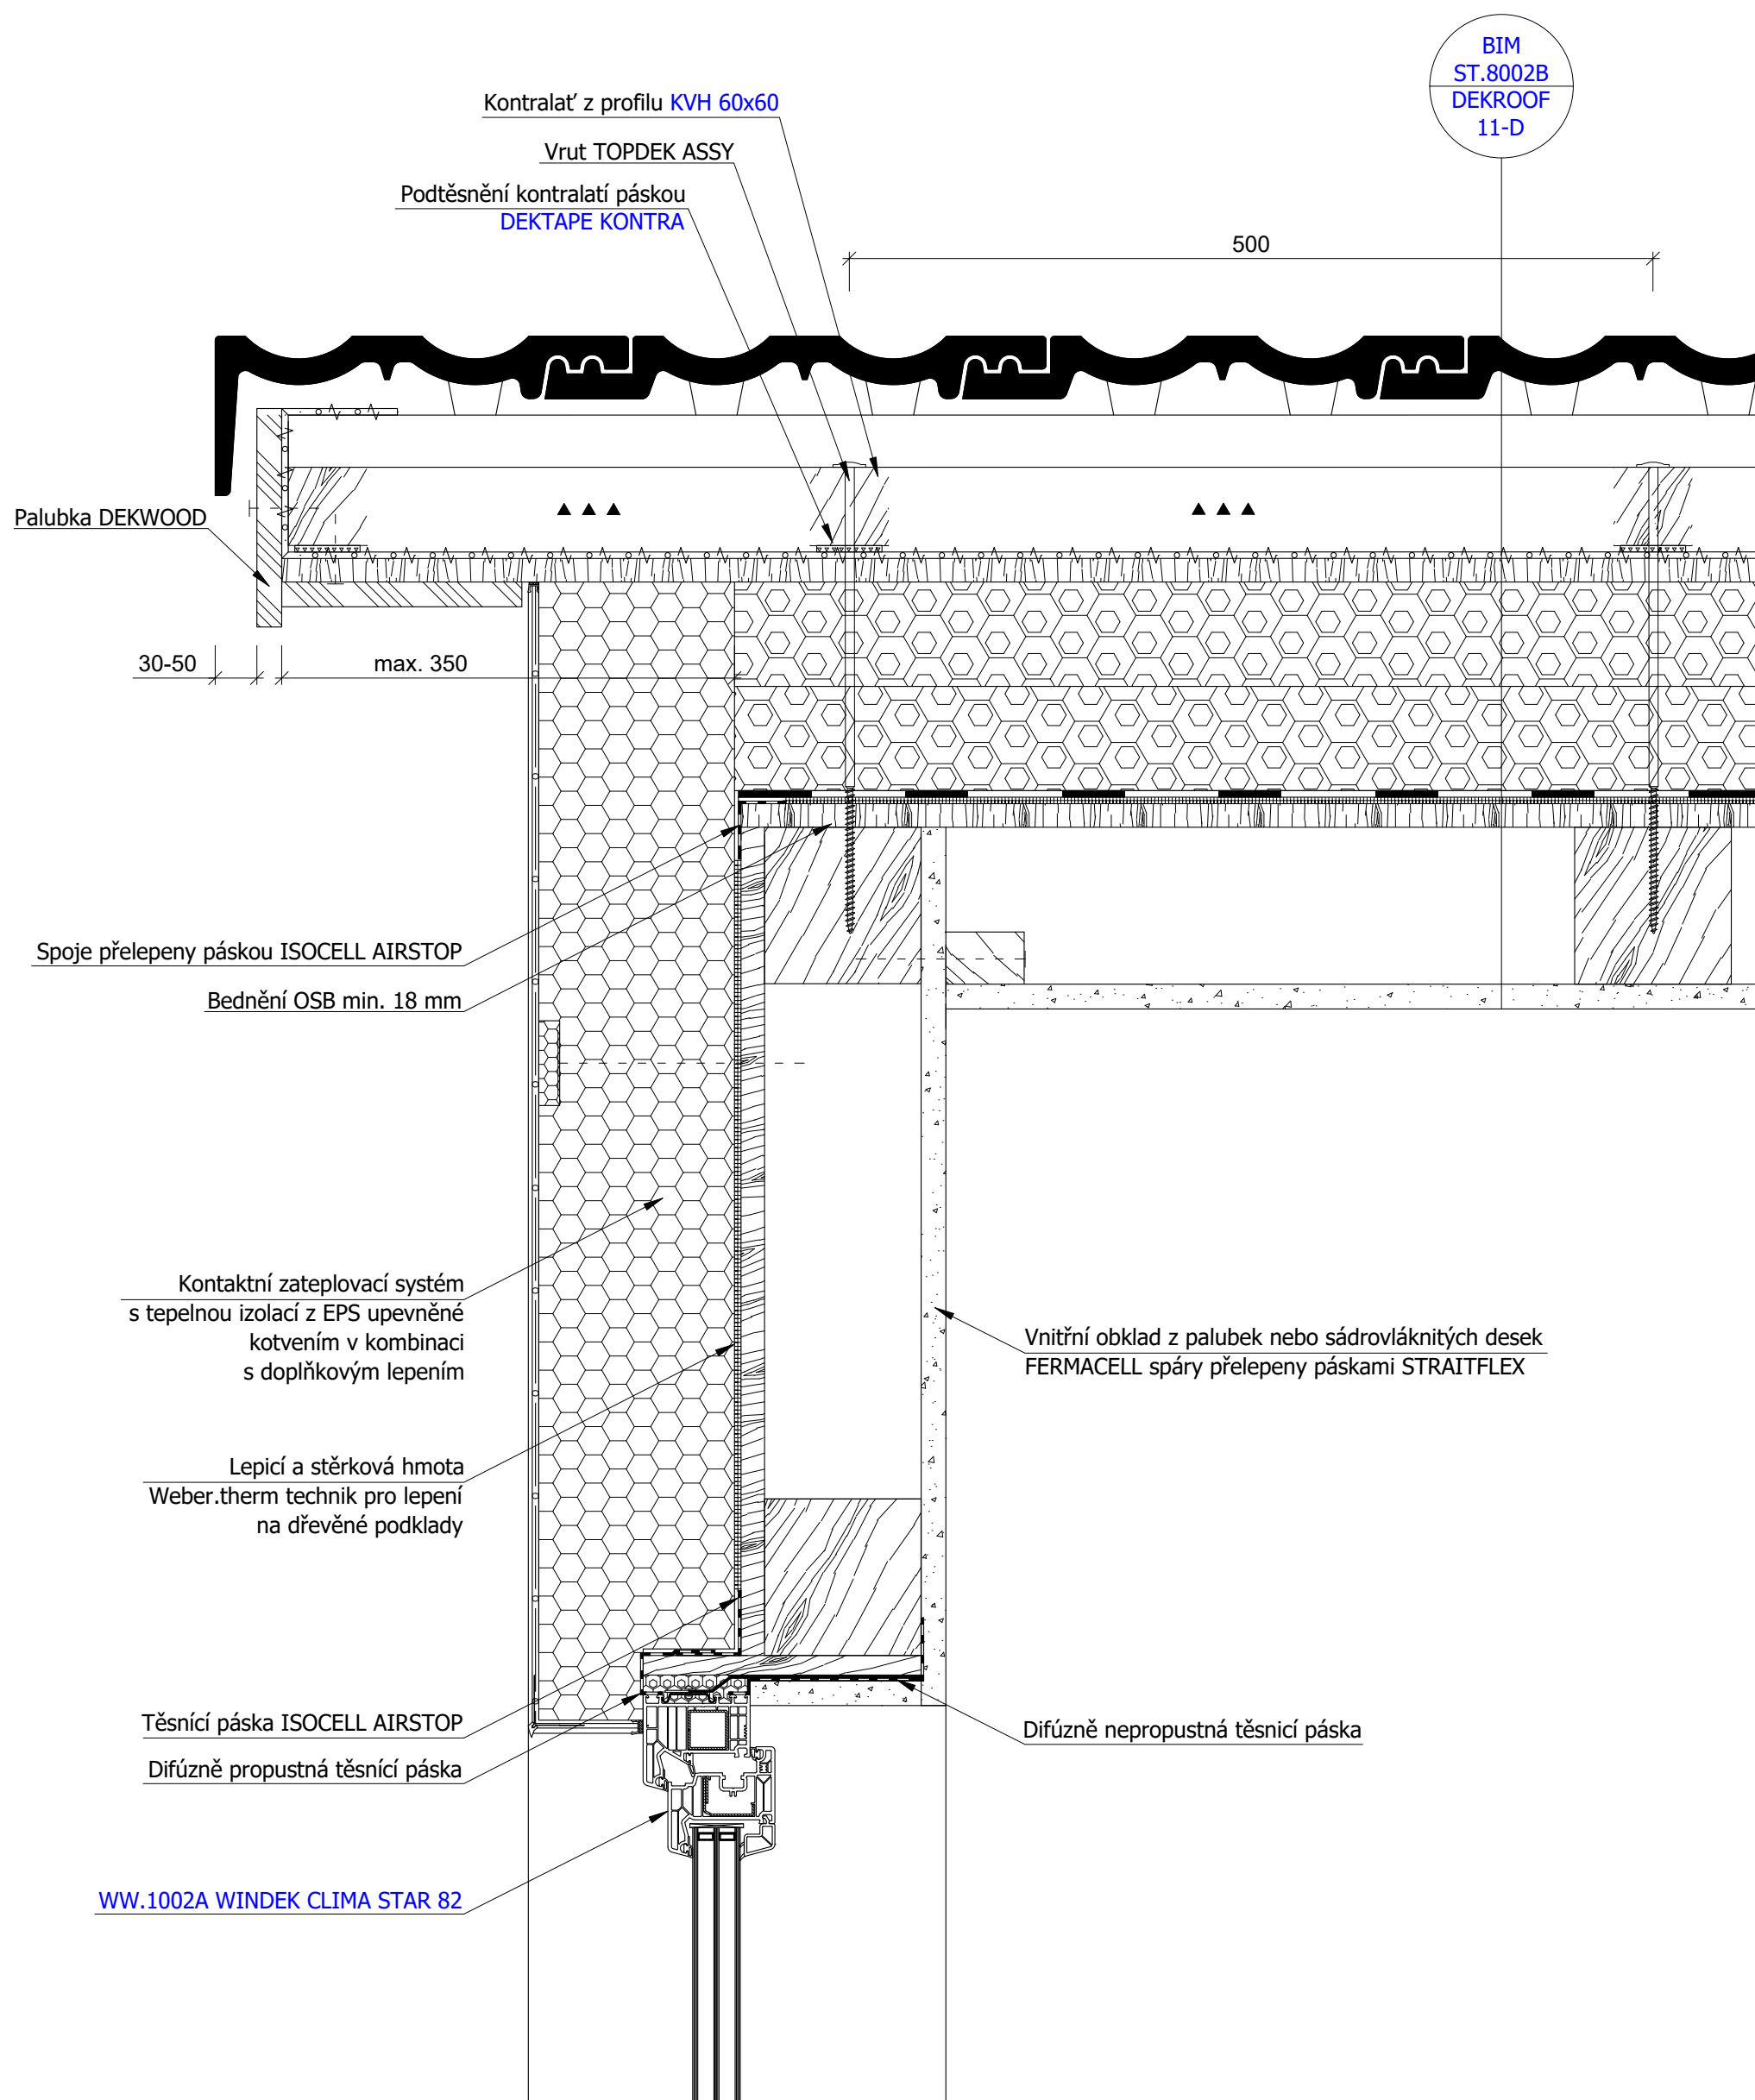 BIM
ST.8002B
DEKROOF
11-D
Kontralať z profilu KVH 60x60
Vrut TOPDEK ASSY
Podtěsnění kontralatí páskou
DEKTAPE KONTRA
500
Palubka DEKWOOD
30-50
max. 350
Spoje přelepeny páskou ISOCELL AIRSTOP
Bednění OSB min. 18 mm
Kontaktní zateplovací systém
s tepelnou izolací z EPS upevněné
kotvením v kombinaci
s doplňkovým lepením
Vnitřní obklad z palubek nebo sádrovláknitých desek
FERMACELL spáry přelepeny páskami STRAITFLEX
Lepicí a stěrková hmota
Weber.therm technik pro lepení
na dřevěné podklady
Těsnící páska ISOCELL AIRSTOP
Difúzně nepropustná těsnicí páska
Difúzně propustná těsnící páska
WW.1002A WINDEK CLIMA STAR 82